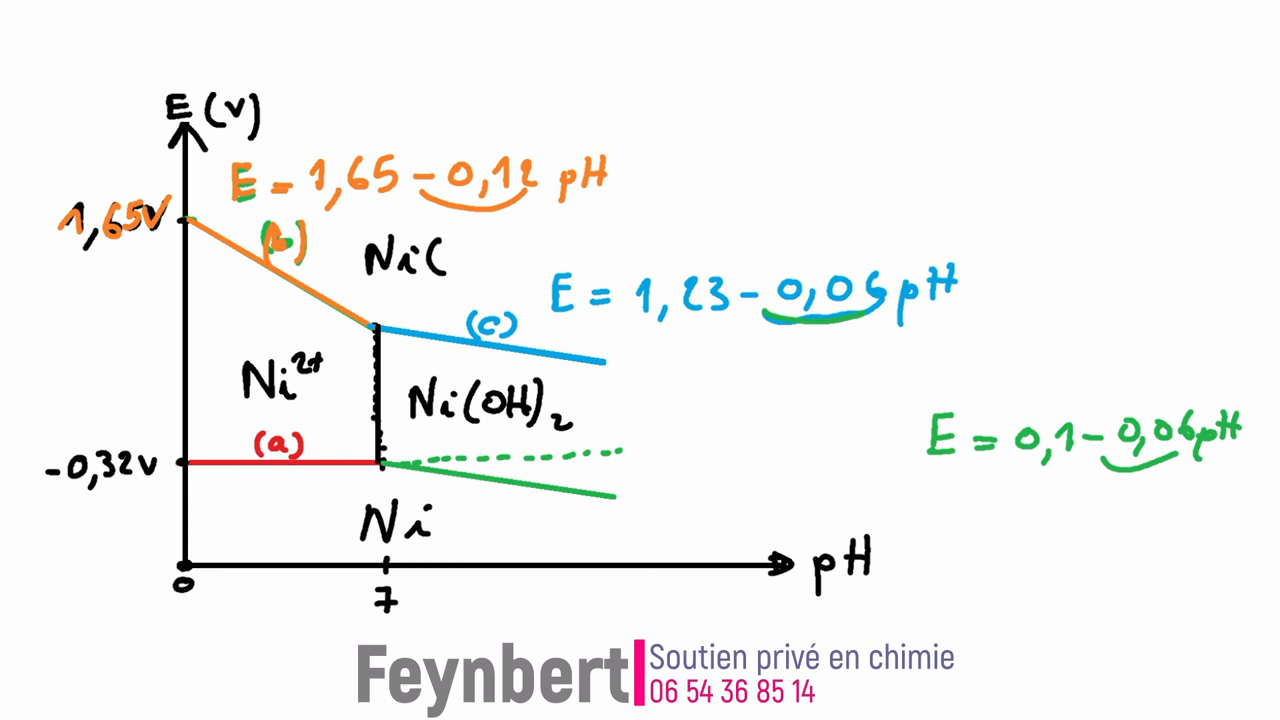 E (V)
E = 1,65 - 0,12 pH
1,65V
(b)
Ni(
E = 1,23 - 0,06 pH
(c)
Ni²⁺
Ni(OH)₂
(a)
E = 0,1 - 0,06 pH
-0,32V
Ni
pH
0
7
Feynbert
Soutien privé en chimie
06 54 36 85 14